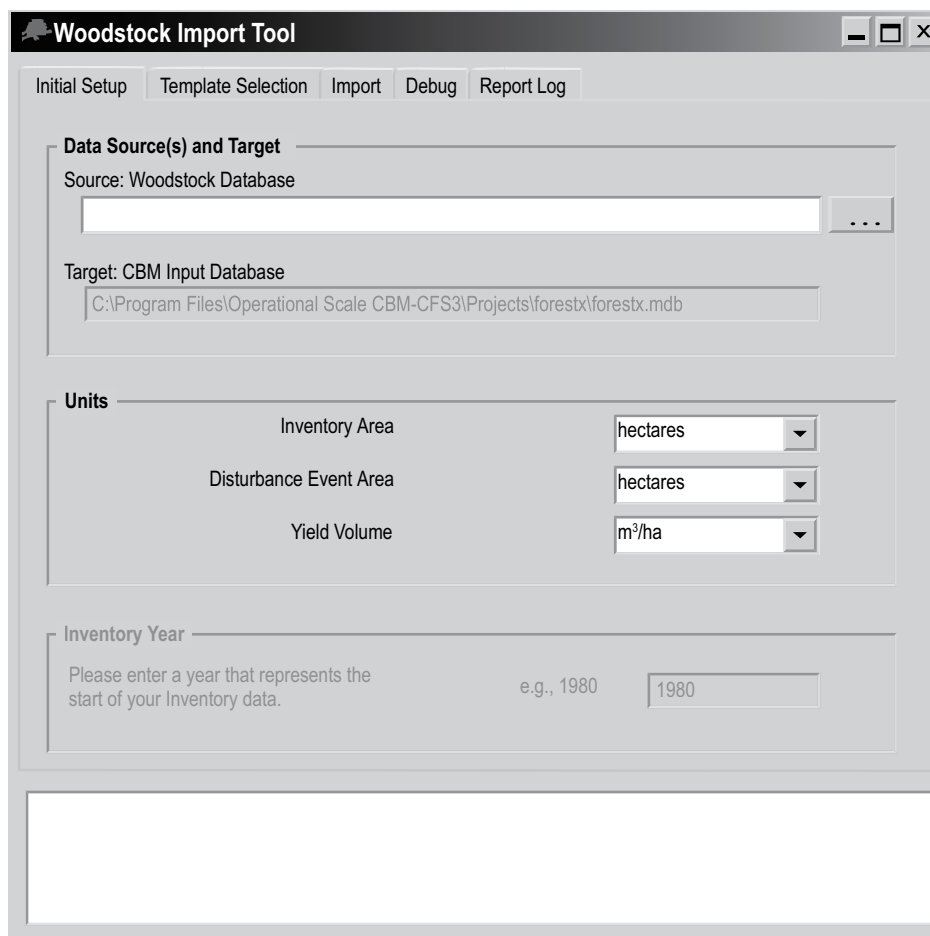 Woodstock Import Tool
Initial Setup Template Selection Import Debug Report Log
Data Source(s) and Target
Source: Woodstock Database
...
Target: CBM Input Database
C:\Program Files\Operational Scale CBM-CFS3\Projects\forestx\forestx.mdb
Units
Inventory Area hectares
Disturbance Event Area hectares
Yield Volume m³/ha
Inventory Year
Please enter a year that represents the
start of your Inventory data.
e.g., 1980 1980